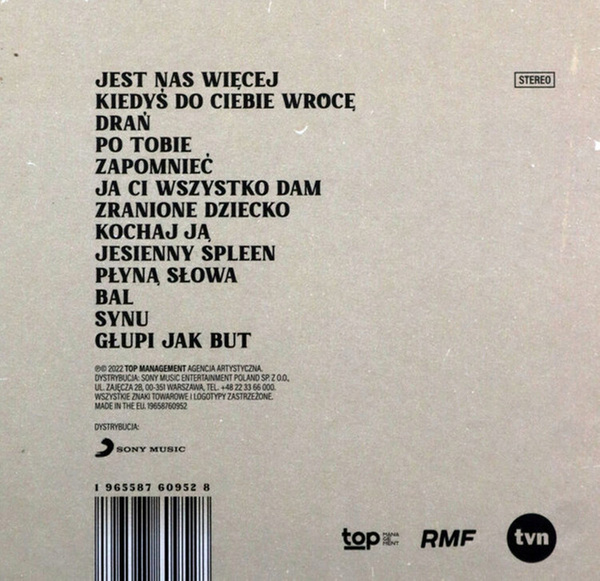 JEST NAS WIĘCEJ
STEREO
KIEDYŚ DO CIEBIE WRÓCĘ
DRAŃ
PO TOBIE
ZAPOMNIEĆ
JA CI WSZYSTKO DAM
ZRANIONE DZIECKO
KOCHAJ JĄ
JESIENNY SPLEEN
PŁYNĄ SŁOWA
BAL
SYNU
GŁUPI JAK BUT
℗© 2022 TOP MANAGEMENT AGENCJA ARTYSTYCZNA.
DYSTRYBUCJA: SONY MUSIC ENTERTAINMENT POLAND SP. Z O.O.,
UL. ZAJĘCZA 2B, 00-351 WARSZAWA, TEL. +48 22 33 66 000.
WSZYSTKIE ZNAKI TOWAROWE I LOGOTYPY ZASTRZEŻONE.
MADE IN THE EU. 19658760952
DYSTRYBUCJA:
SONY MUSIC
1 965587 60952 8
top MANAGEMENT
RMF
tvn